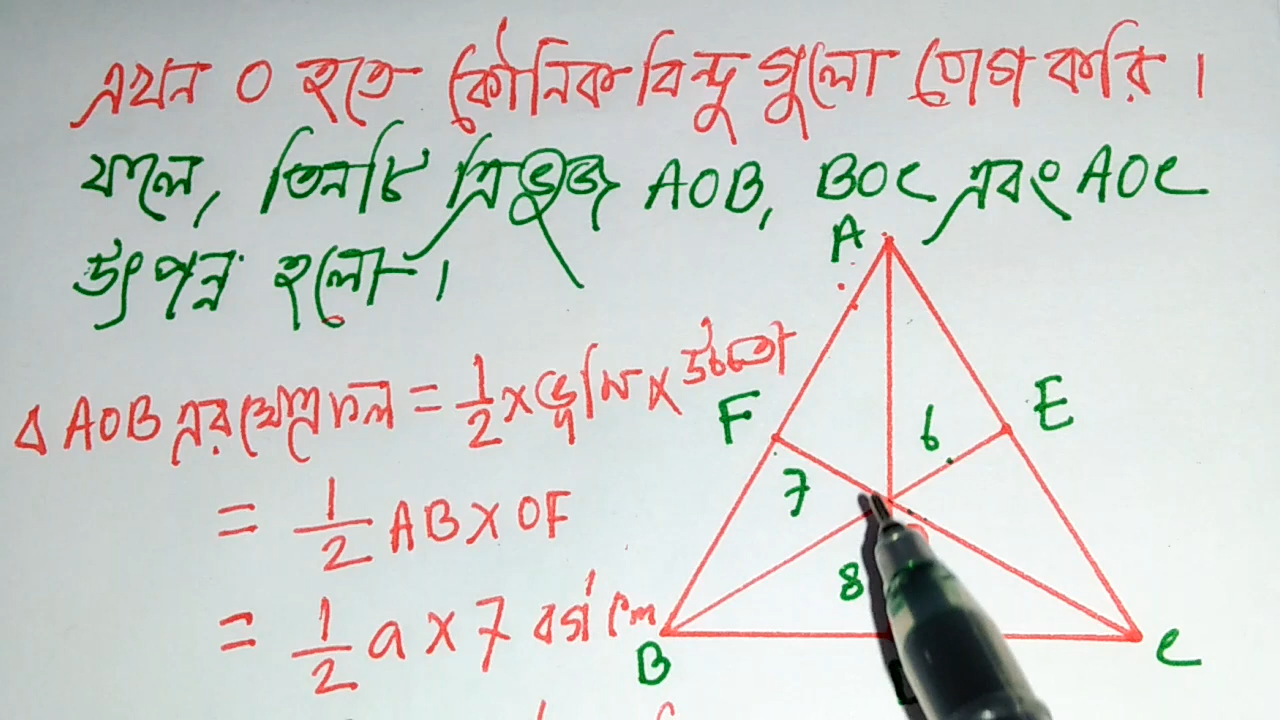 এখন O হতে কৌনিক বিন্দু গুলো যোগ করি।
ফলে, তিনটি ত্রিভুজ AOB, BOC এবং AOC
উৎপন্ন হলো।
Δ AOB এর ক্ষেত্রফল = 1/2 × ভূমি × উচ্চতা
= 1/2 AB × OF
= 1/2 a × 7 বর্গ cm
A
F
E
7
6
8
B
C